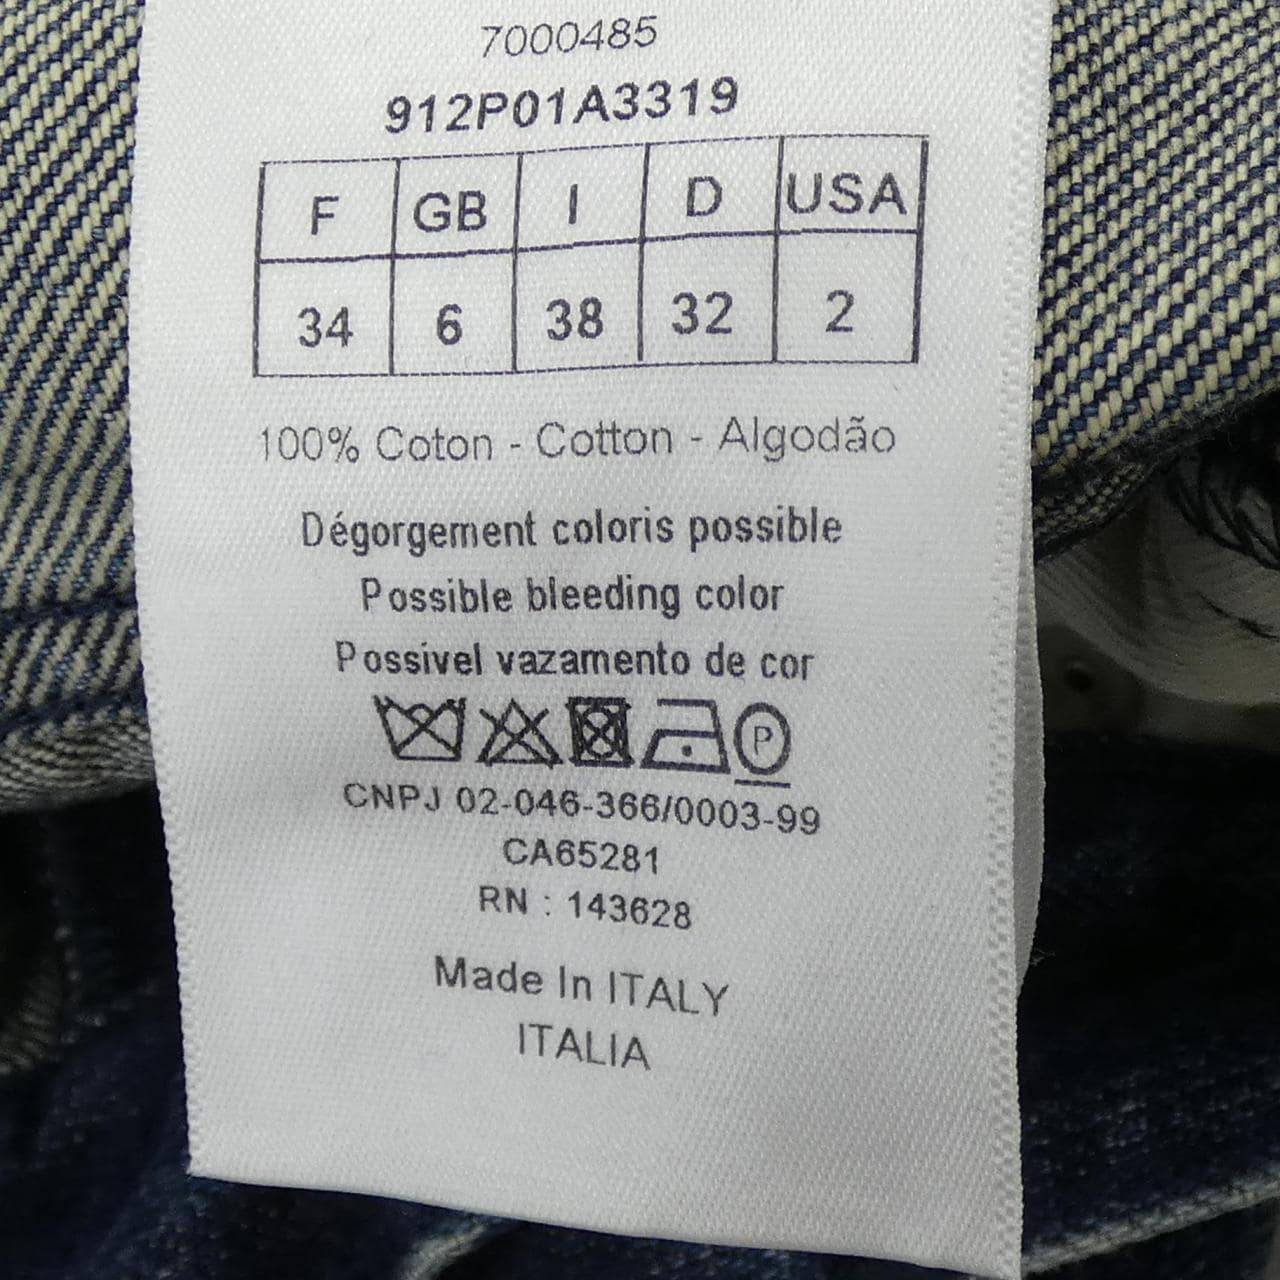 7000485
912P01A3319
F GB I D USA
34 6 38 32 2
100% Coton - Cotton - Algodão
Dégorgement coloris possible
Possible bleeding color
Possivel vazamento de cor
P
CNPJ 02-046-366/0003-99
CA65281
RN : 143628
Made In ITALY
ITALIA